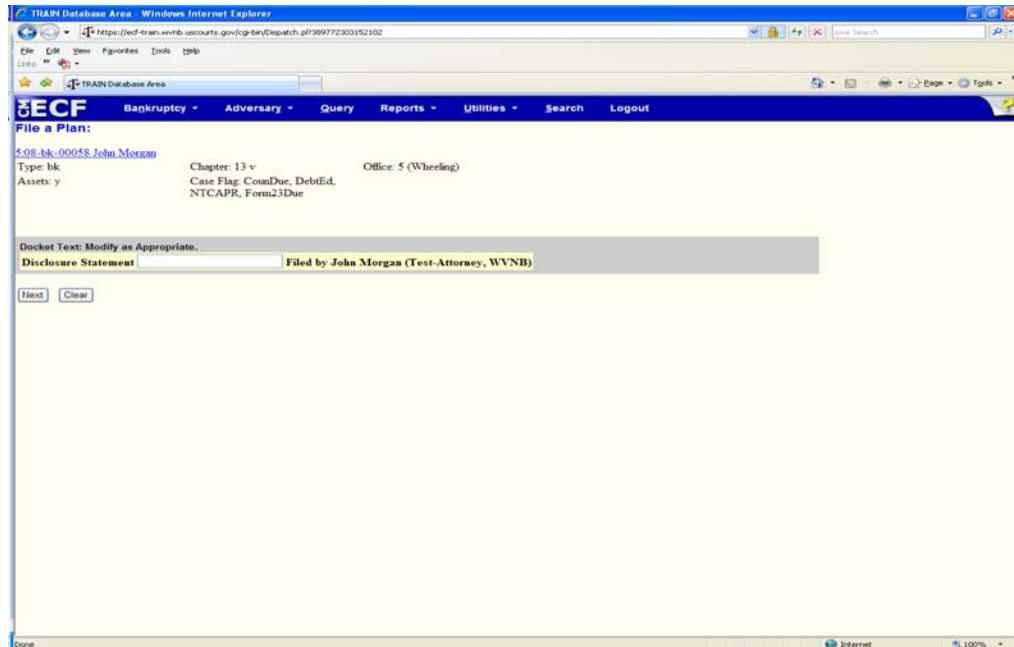 TRAIN Database Area - Windows Internet Explorer
https://ecf-train.wvnb.uscourts.gov/cgi-bin/Dispatch.pl?389772303152102
Live Search
File Edit View Favorites Tools Help
Links »
TRAIN Database Area
Page Tools
CM ECF Bankruptcy Adversary Query Reports Utilities Search Logout ?
File a Plan:
5:08-bk-00058 John Morgan
Type: bk Chapter: 13 v Office: 5 (Wheeling)
Assets: y Case Flag: CounDue, DebtEd,
NTCAPR, Form23Due
Docket Text: Modify as Appropriate.
Disclosure Statement Filed by John Morgan (Test-Attorney, WVNB)
Next Clear
Done Internet 100%